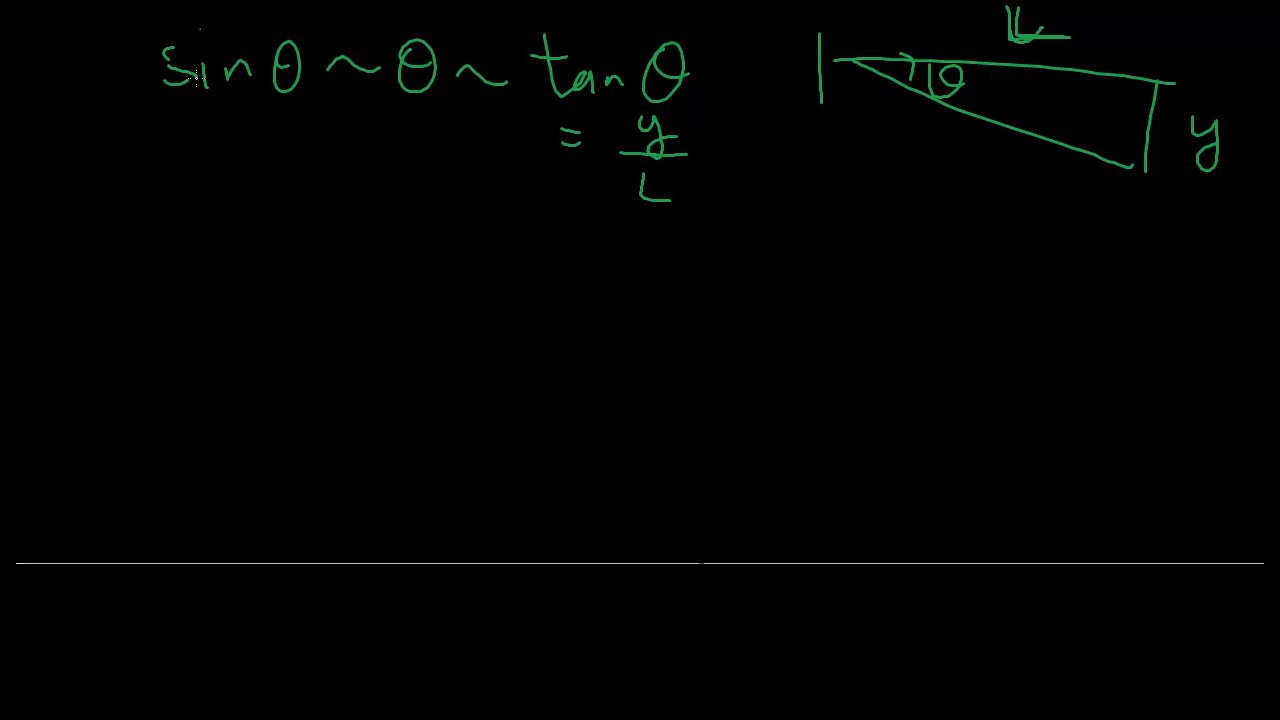 sin θ ~ θ ~ tan θ
= y/L
L
θ
y